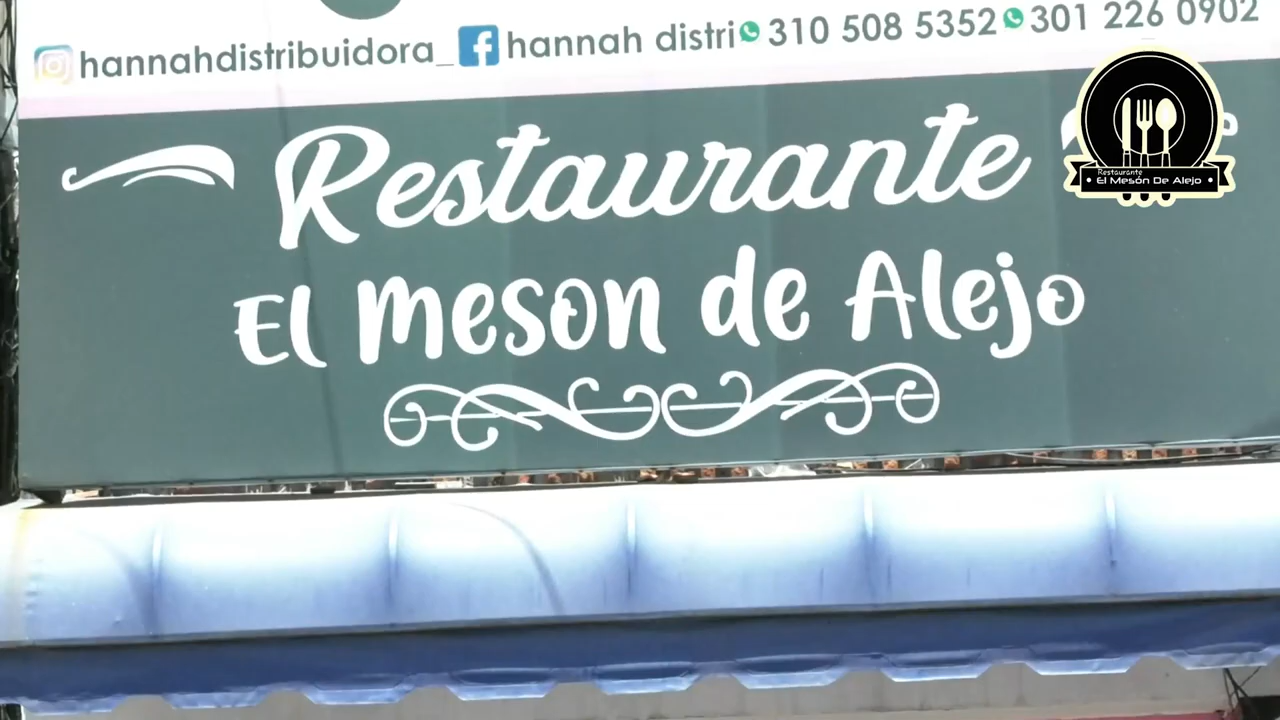 hannahdistribuidora_ hannah distri 310 508 5352 301 226 0902
Restaurante
El meson de Alejo
Restaurante
• El Mesón De Alejo •